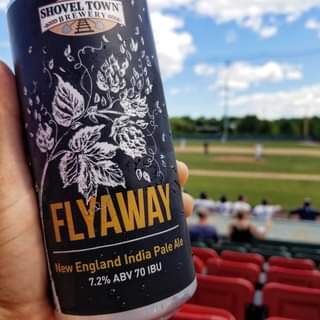 SHOVEL TOWN
BREWERY
FLYAWAY
New England India Pale Ale
7.2% ABV 70 IBU